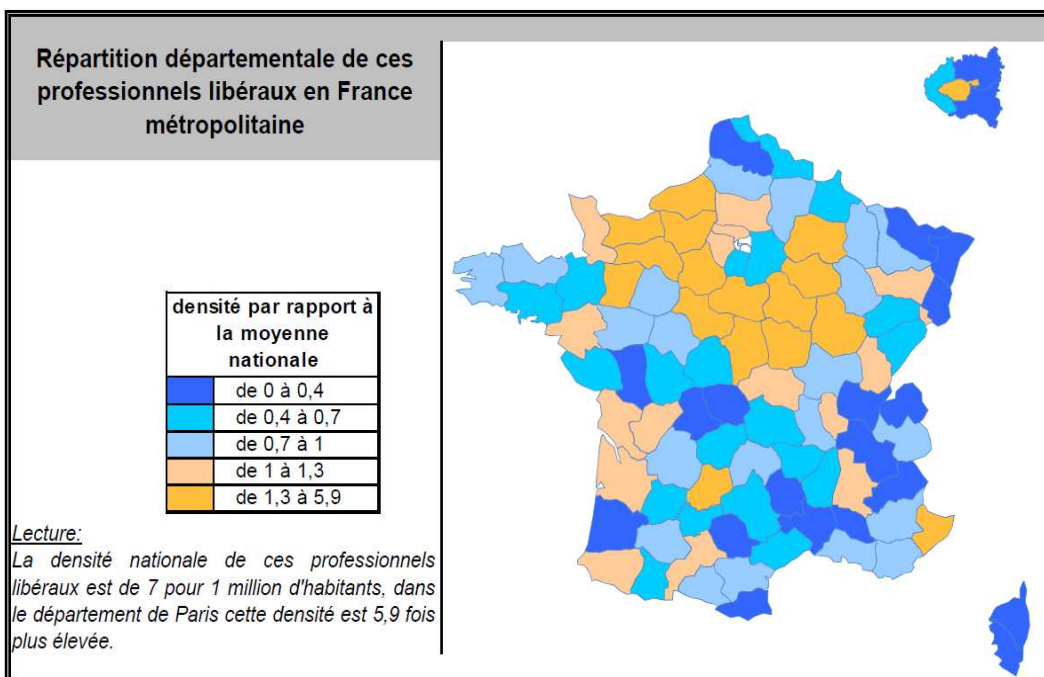 Répartition départementale de ces
professionnels libéraux en France
métropolitaine
densité par rapport à
la moyenne
nationale
de 0 à 0,4
de 0,4 à 0,7
de 0,7 à 1
de 1 à 1,3
de 1,3 à 5,9
Lecture:
La densité nationale de ces professionnels
libéraux est de 7 pour 1 million d'habitants, dans
le département de Paris cette densité est 5,9 fois
plus élevée.